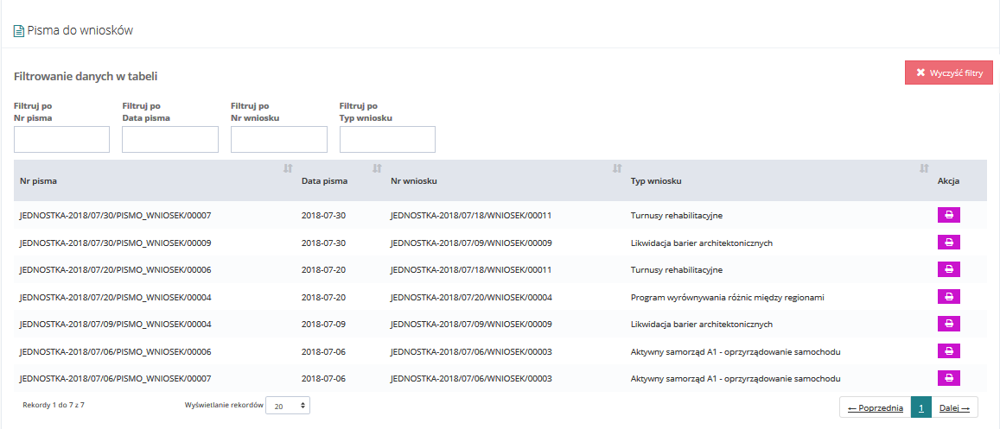 Pisma do wniosków
Filtrowanie danych w tabeli
Wyczyść filtry
Filtruj po Nr pisma
Filtruj po Data pisma
Filtruj po Nr wniosku
Filtruj po Typ wniosku
Nr pisma Data pisma Nr wniosku Typ wniosku Akcja
JEDNOSTKA-2018/07/30/PISMO_WNIOSEK/00007 2018-07-30 JEDNOSTKA-2018/07/18/WNIOSEK/00011 Turnusy rehabilitacyjne
JEDNOSTKA-2018/07/30/PISMO_WNIOSEK/00009 2018-07-30 JEDNOSTKA-2018/07/09/WNIOSEK/00009 Likwidacja barier architektonicznych
JEDNOSTKA-2018/07/20/PISMO_WNIOSEK/00006 2018-07-20 JEDNOSTKA-2018/07/18/WNIOSEK/00011 Turnusy rehabilitacyjne
JEDNOSTKA-2018/07/20/PISMO_WNIOSEK/00004 2018-07-20 JEDNOSTKA-2018/07/20/WNIOSEK/00004 Program wyrównywania różnic między regionami
JEDNOSTKA-2018/07/09/PISMO_WNIOSEK/00004 2018-07-09 JEDNOSTKA-2018/07/09/WNIOSEK/00009 Likwidacja barier architektonicznych
JEDNOSTKA-2018/07/06/PISMO_WNIOSEK/00006 2018-07-06 JEDNOSTKA-2018/07/06/WNIOSEK/00003 Aktywny samorząd A1 - oprzyrządowanie samochodu
JEDNOSTKA-2018/07/06/PISMO_WNIOSEK/00007 2018-07-06 JEDNOSTKA-2018/07/06/WNIOSEK/00003 Aktywny samorząd A1 - oprzyrządowanie samochodu
Rekordy 1 do 7 z 7 Wyświetlanie rekordów 20 ← Poprzednia 1 Dalej →